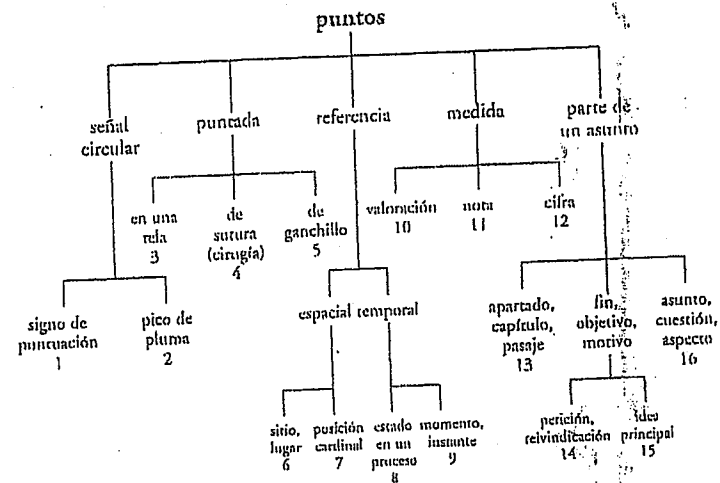 puntos
señal
circular
puntada
referencia
medida
parte de
un asunto
en una
tela
3
de
sutura
(cirugía)
4
de
ganchillo
5
valoración
10
nota
11
cifra
12
signo de
puntuación
1
pico de
pluma
2
espacial temporal
apartado,
capítulo,
pasaje
13
fin,
objetivo,
motivo
asunto,
cuestión,
aspecto
16
sitio,
lugar
6
posición
cardinal
7
estado
en un
proceso
8
momento,
instante
9
petición,
reivindicación
14
idea
principal
15